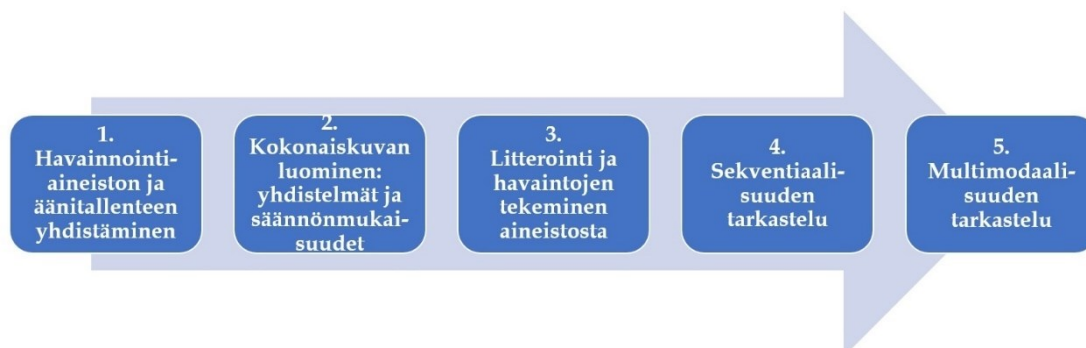 1.
Havainnointi-
aineiston ja
äänitallenteen
yhdistäminen
2.
Kokonaiskuvan
luominen:
yhdistelmät ja
säännönmukai-
suudet
3.
Litterointi ja
havaintojen
tekeminen
aineistosta
4.
Sekventiaali-
suuden
tarkastelu
5.
Multimodaali-
suuden
tarkastelu